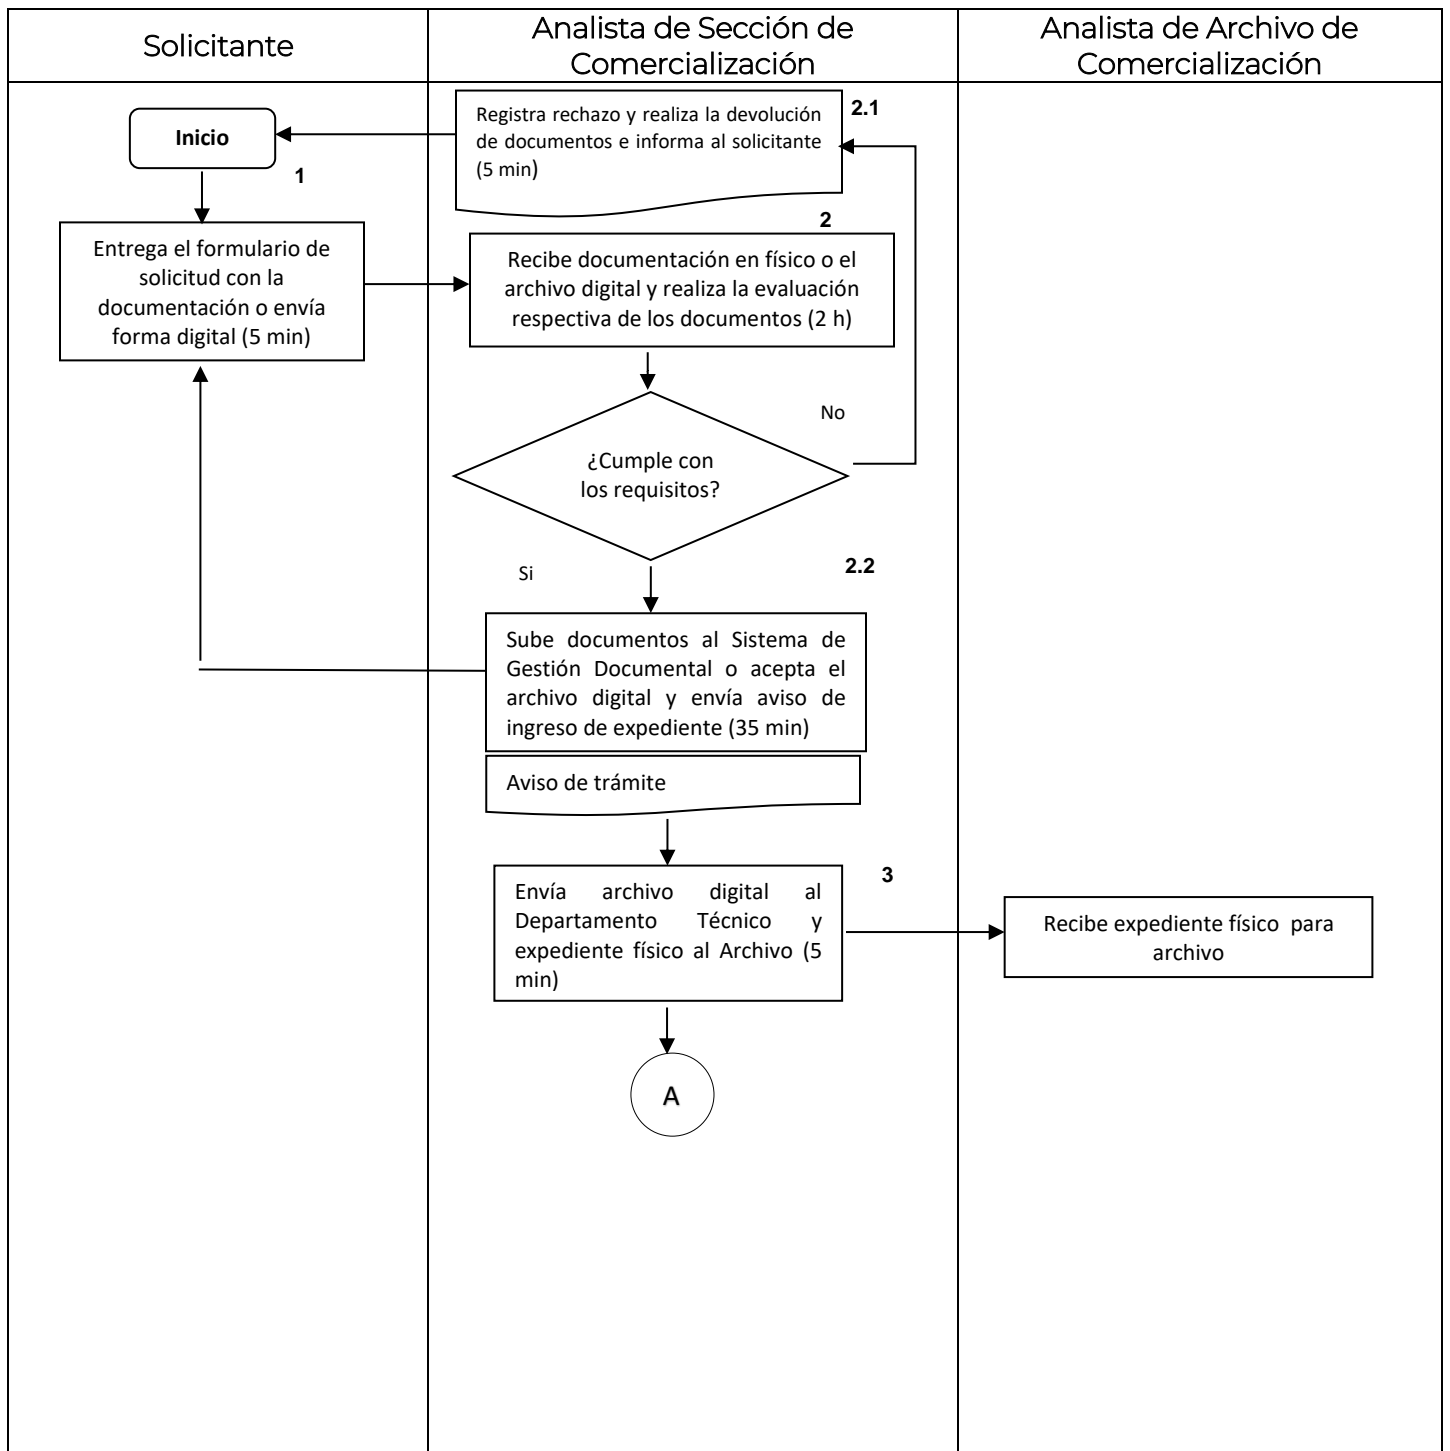 Solicitante
Analista de Sección de
Comercialización
Analista de Archivo de
Comercialización
Registra rechazo y realiza la devolución
de documentos e informa al solicitante
(5 min)
2.1
Inicio
1
Entrega el formulario de
solicitud con la
documentación o envía
forma digital (5 min)
2
Recibe documentación en físico o el
archivo digital y realiza la evaluación
respectiva de los documentos (2 h)
No
¿Cumple con
los requisitos?
Si
2.2
Sube documentos al Sistema de
Gestión Documental o acepta el
archivo digital y envía aviso de
ingreso de expediente (35 min)
Aviso de trámite
3
Envía archivo digital al
Departamento Técnico y
expediente físico al Archivo (5
min)
Recibe expediente físico para
archivo
A